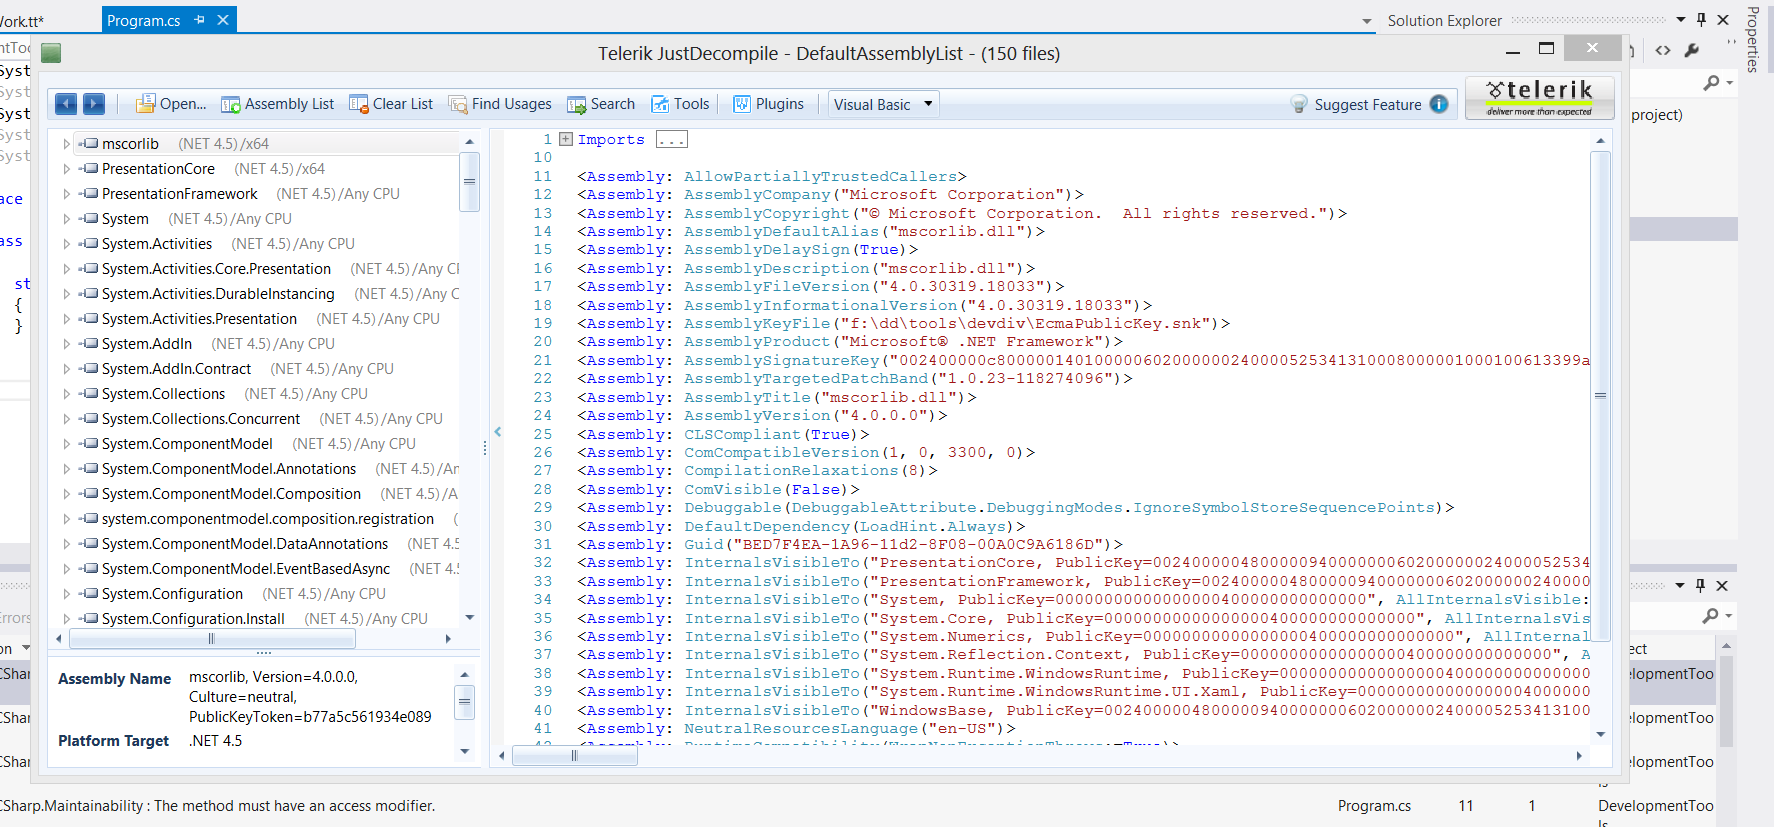 Work.tt*
Program.cs
Solution Explorer
Properties
Telerik JustDecompile - DefaultAssemblyList - (150 files)
Open...
Assembly List
Clear List
Find Usages
Search
Tools
Plugins
Visual Basic
Suggest Feature
telerik
deliver more than expected
project)
mscorlib (NET 4.5)/x64
PresentationCore (NET 4.5)/x64
PresentationFramework (NET 4.5)/Any CPU
System (NET 4.5)/Any CPU
System.Activities (NET 4.5)/Any CPU
System.Activities.Core.Presentation (NET 4.5)/Any CP
System.Activities.DurableInstancing (NET 4.5)/Any C
System.Activities.Presentation (NET 4.5)/Any CPU
System.AddIn (NET 4.5)/Any CPU
System.AddIn.Contract (NET 4.5)/Any CPU
System.Collections (NET 4.5)/Any CPU
System.Collections.Concurrent (NET 4.5)/Any CPU
System.ComponentModel (NET 4.5)/Any CPU
System.ComponentModel.Annotations (NET 4.5)/An
System.ComponentModel.Composition (NET 4.5)/A
system.componentmodel.composition.registration (
System.ComponentModel.DataAnnotations (NET 4.5
System.ComponentModel.EventBasedAsync (NET 4.5
System.Configuration (NET 4.5)/Any CPU
System.Configuration.Install (NET 4.5)/Any CPU
Assembly Name mscorlib, Version=4.0.0.0,
Culture=neutral,
PublicKeyToken=b77a5c561934e089
Platform Target .NET 4.5
1 Imports ...
10
11 <Assembly: AllowPartiallyTrustedCallers>
12 <Assembly: AssemblyCompany("Microsoft Corporation")>
13 <Assembly: AssemblyCopyright("© Microsoft Corporation.  All rights reserved.")>
14 <Assembly: AssemblyDefaultAlias("mscorlib.dll")>
15 <Assembly: AssemblyDelaySign(True)>
16 <Assembly: AssemblyDescription("mscorlib.dll")>
17 <Assembly: AssemblyFileVersion("4.0.30319.18033")>
18 <Assembly: AssemblyInformationalVersion("4.0.30319.18033")>
19 <Assembly: AssemblyKeyFile("f:\dd\tools\devdiv\EcmaPublicKey.snk")>
20 <Assembly: AssemblyProduct("Microsoft® .NET Framework")>
21 <Assembly: AssemblySignatureKey("002400000c800000140100000602000000240000525341310008000001000100613399a
22 <Assembly: AssemblyTargetedPatchBand("1.0.23-118274096")>
23 <Assembly: AssemblyTitle("mscorlib.dll")>
24 <Assembly: AssemblyVersion("4.0.0.0")>
25 <Assembly: CLSCompliant(True)>
26 <Assembly: ComCompatibleVersion(1, 0, 3300, 0)>
27 <Assembly: CompilationRelaxations(8)>
28 <Assembly: ComVisible(False)>
29 <Assembly: Debuggable(DebuggableAttribute.DebuggingModes.IgnoreSymbolStoreSequencePoints)>
30 <Assembly: DefaultDependency(LoadHint.Always)>
31 <Assembly: Guid("BED7F4EA-1A96-11d2-8F08-00A0C9A6186D")>
32 <Assembly: InternalsVisibleTo("PresentationCore, PublicKey=002400000480000094000000060200000024000052534
33 <Assembly: InternalsVisibleTo("PresentationFramework, PublicKey=0024000004800000940000000602000000240000
34 <Assembly: InternalsVisibleTo("System, PublicKey=00000000000000000400000000000000", AllInternalsVisible:
35 <Assembly: InternalsVisibleTo("System.Core, PublicKey=00000000000000000400000000000000", AllInternalsVis
36 <Assembly: InternalsVisibleTo("System.Numerics, PublicKey=00000000000000000400000000000000", AllInternal
37 <Assembly: InternalsVisibleTo("System.Reflection.Context, PublicKey=00000000000000000400000000000000", A
38 <Assembly: InternalsVisibleTo("System.Runtime.WindowsRuntime, PublicKey=00000000000000000400000000000000
39 <Assembly: InternalsVisibleTo("System.Runtime.WindowsRuntime.UI.Xaml, PublicKey=000000000000000004000000
40 <Assembly: InternalsVisibleTo("WindowsBase, PublicKey=0024000004800000940000000602000000240000525341310​0
41 <Assembly: NeutralResourcesLanguage("en-US")>
CSharp.Maintainability : The method must have an access modifier.
Program.cs
11
1
DevelopmentToo
ls